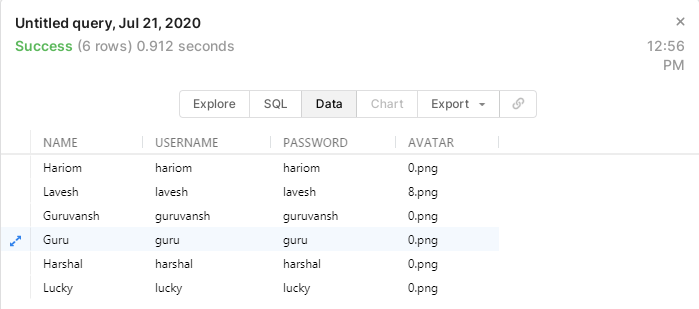 Untitled query, Jul 21, 2020 ×
Success (6 rows) 0.912 seconds 12:56 PM
Explore SQL Data Chart Export
NAME USERNAME PASSWORD AVATAR
Hariom hariom hariom 0.png
Lavesh lavesh lavesh 8.png
Guruvansh guruvansh guruvansh 0.png
Guru guru guru 0.png
Harshal harshal harshal 0.png
Lucky lucky lucky 0.png